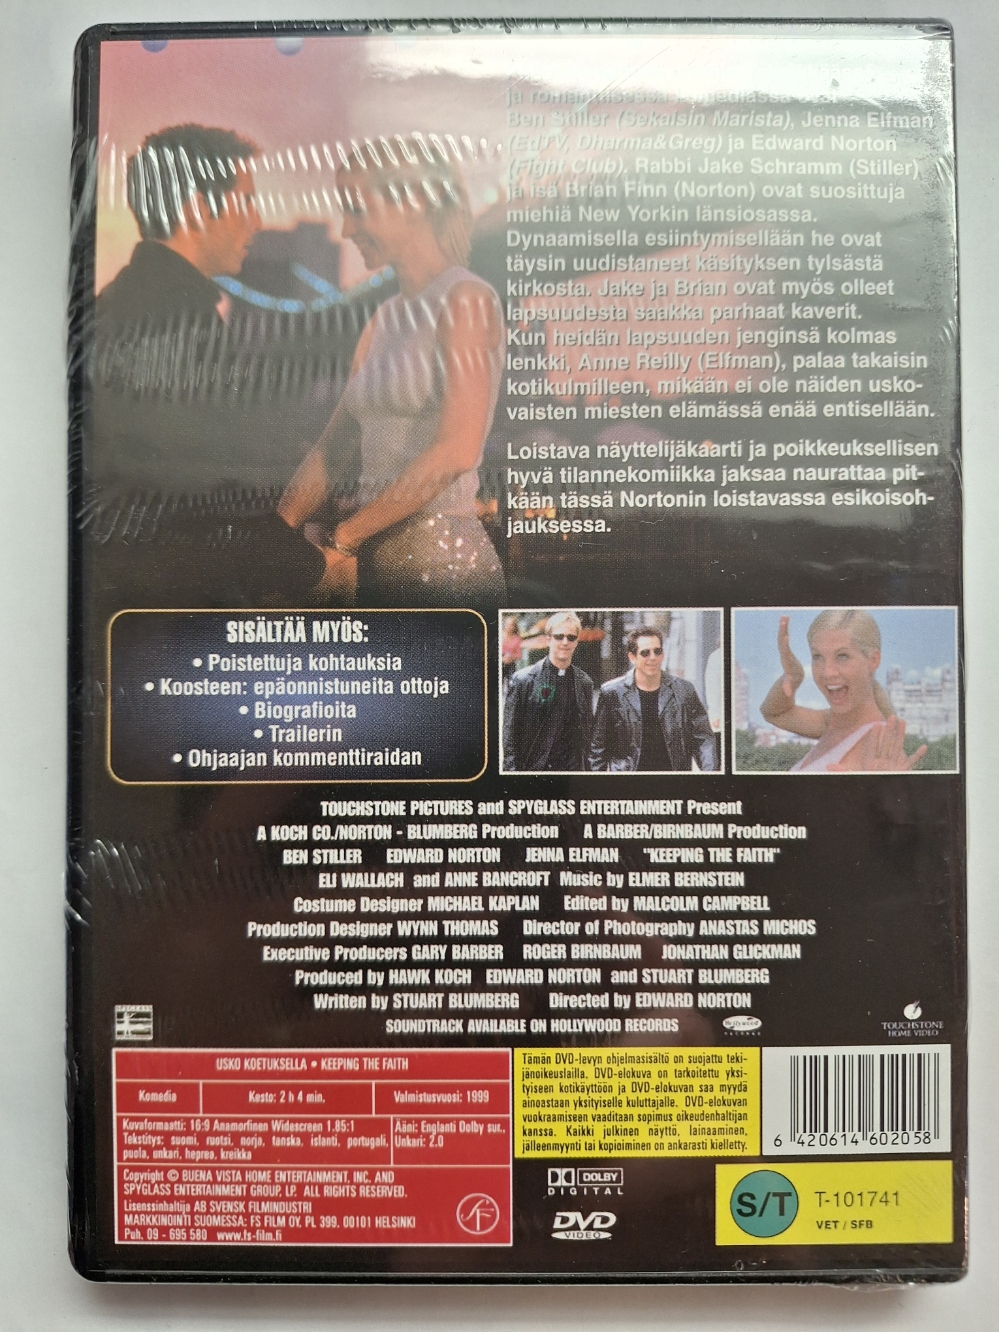 ja romanttisessa
Ben Stiller (Sekaisin Marista), Jenna Elfman
(EdTV, Dharma&Greg) ja Edward Norton
(Fight Club). Rabbi Jake Schramm (Stiller)
ja isä Brian Finn (Norton) ovat suosittuja
miehiä New Yorkin länsiosassa.
Dynaamisella esiintymisellään he ovat
täysin uudistaneet käsityksen tylsästä
kirkosta. Jake ja Brian ovat myös olleet
lapsuudesta saakka parhaat kaverit.
Kun heidän lapsuuden jenginsä kolmas
lenkki, Anne Reilly (Elfman), palaa takaisin
kotikulmilleen, mikään ei ole näiden usko-
vaisten miesten elämässä enää entisellään.
Loistava näyttelijäkaarti ja poikkeuksellisen
hyvä tilannekomiikka jaksaa naurattaa pit-
kään tässä Nortonin loistavassa esikoisoh-
jauksessa.
SISÄLTÄÄ MYÖS:
• Poistettuja kohtauksia
• Koosteen: epäonnistuneita ottoja
• Biografioita
• Trailerin
• Ohjaajan kommenttiraidan
TOUCHSTONE PICTURES and SPYGLASS ENTERTAINMENT Present
A KOCH CO./NORTON - BLUMBERG Production A BARBER/BIRNBAUM Production
BEN STILLER EDWARD NORTON JENNA ELFMAN "KEEPING THE FAITH"
ELI WALLACH and ANNE BANCROFT Music by ELMER BERNSTEIN
Costume Designer MICHAEL KAPLAN Edited by MALCOLM CAMPBELL
Production Designer WYNN THOMAS Director of Photography ANASTAS MICHOS
Executive Producers GARY BARBER ROGER BIRNBAUM JONATHAN GLICKMAN
Produced by HAWK KOCH EDWARD NORTON and STUART BLUMBERG
Written by STUART BLUMBERG Directed by EDWARD NORTON
SOUNDTRACK AVAILABLE ON HOLLYWOOD RECORDS
SPYGLASS
Hollywood
RECORDS
TOUCHSTONE
HOME VIDEO
USKO KOETUKSELLA • KEEPING THE FAITH
Komedia Kesto: 2 h 4 min. Valmistusvuosi: 1999
Kuvaformaatti: 16:9 Anamorfinen Widescreen 1.85:1
Tekstitys: suomi, ruotsi, norja, tanska, islanti, portugali,
puola, unkari, heprea, kreikka
Ääni: Englanti Dolby sur.,
Unkari: 2.0
Copyright © BUENA VISTA HOME ENTERTAINMENT, INC. AND
SPYGLASS ENTERTAINMENT GROUP, LP. ALL RIGHTS RESERVED.
Lisenssinhaltija AB SVENSK FILMINDUSTRI
MARKKINOINTI SUOMESSA: FS FILM OY, PL 399, 00101 HELSINKI
Puh. 09 - 695 580 www.fs-film.fi
SF
Tämän DVD-levyn ohjelmasisältö on suojattu teki-
jänoikeuslailla. DVD-elokuva on tarkoitettu yksi-
tyiseen kotikäyttöön ja DVD-elokuvan saa myydä
ainoastaan yksityiselle kuluttajalle. DVD-elokuvan
vuokraamiseen vaaditaan sopimus oikeudenhaltijan
kanssa. Kaikki julkinen näyttö, lainaaminen,
jälleenmyynti tai kopioiminen on ankarasti kielletty.
6 420614 602058
DOLBY
DIGITAL
DVD
VIDEO
S/T
T-101741
VET / SFB